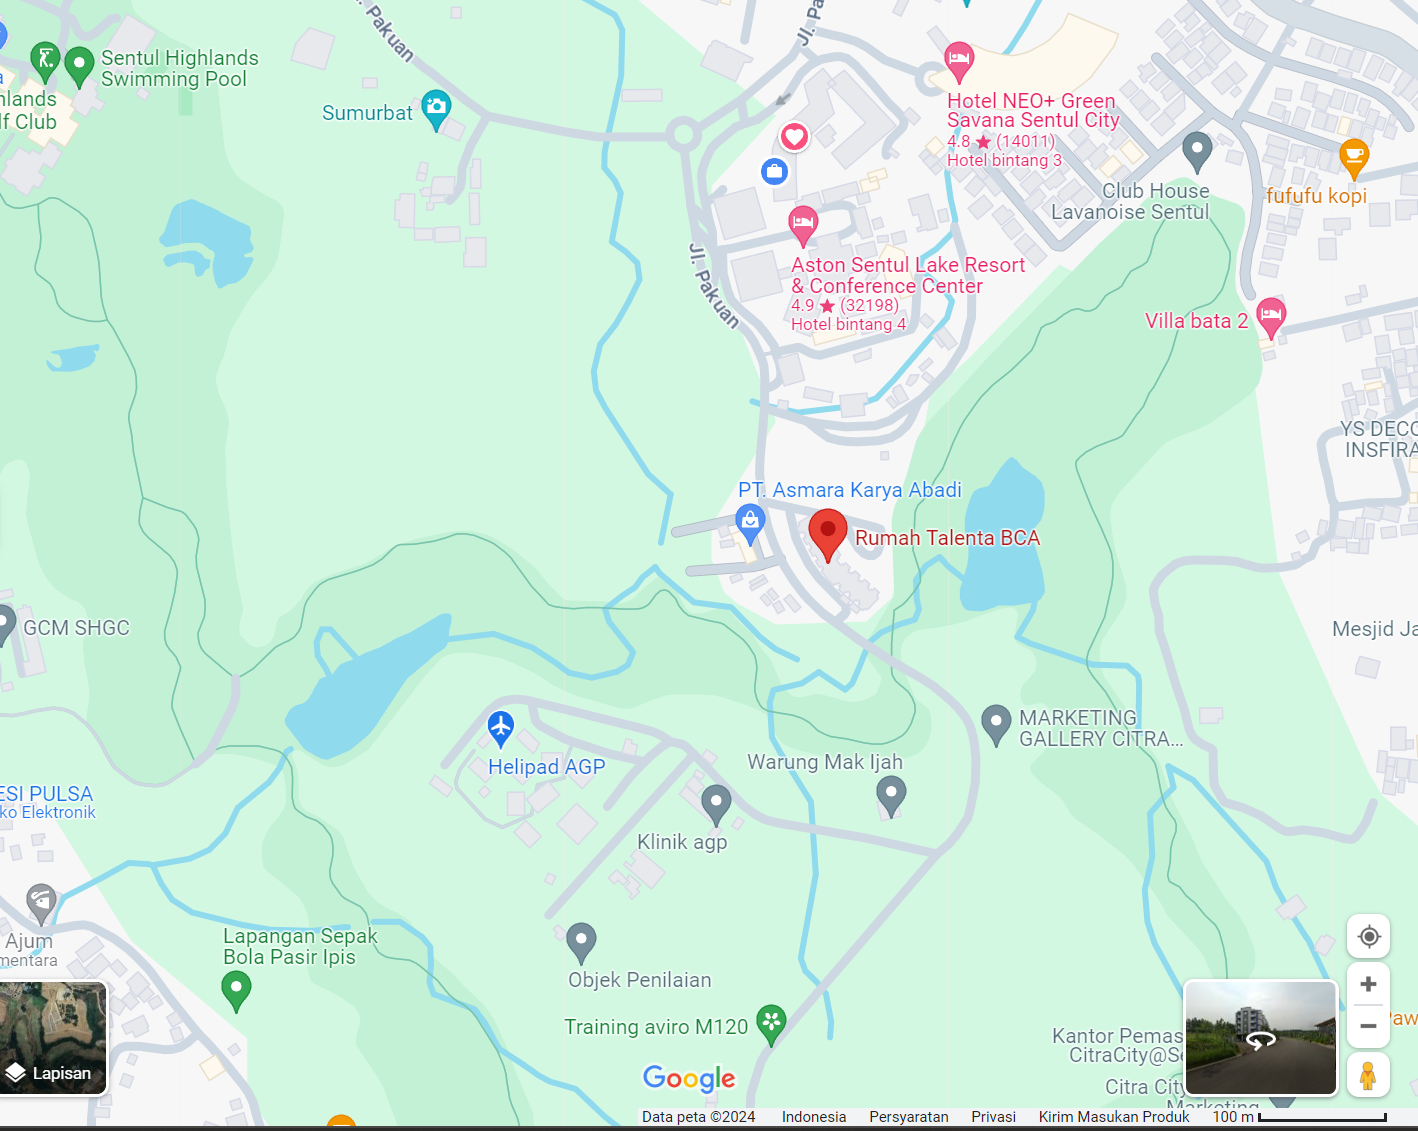 Jl. Pakuan
Jl. Pa
Sentul Highlands
Swimming Pool
hlands
lf Club
Sumurbat
Hotel NEO+ Green
Savana Sentul City
4.8 ★ (14011)
Hotel bintang 3
Club House
Lavanoise Sentul
fufufu kopi
Jl. Pakuan
Aston Sentul Lake Resort
& Conference Center
4.9 ★ (32198)
Hotel bintang 4
Villa bata 2
YS DECO
INSFIRA
PT. Asmara Karya Abadi
Rumah Talenta BCA
GCM SHGC
Mesjid Ja
MARKETING
GALLERY CITRA...
Helipad AGP
Warung Mak Ijah
ESI PULSA
ko Elektronik
Klinik agp
Ajum
mentara
Lapangan Sepak
Bola Pasir Ipis
Objek Penilaian
Training aviro M120
Kantor Pemas
CitraCity@Se
Citra City
Marketing
Paw
Lapisan
Google
Data peta ©2024 Indonesia Persyaratan Privasi Kirim Masukan Produk 100 m